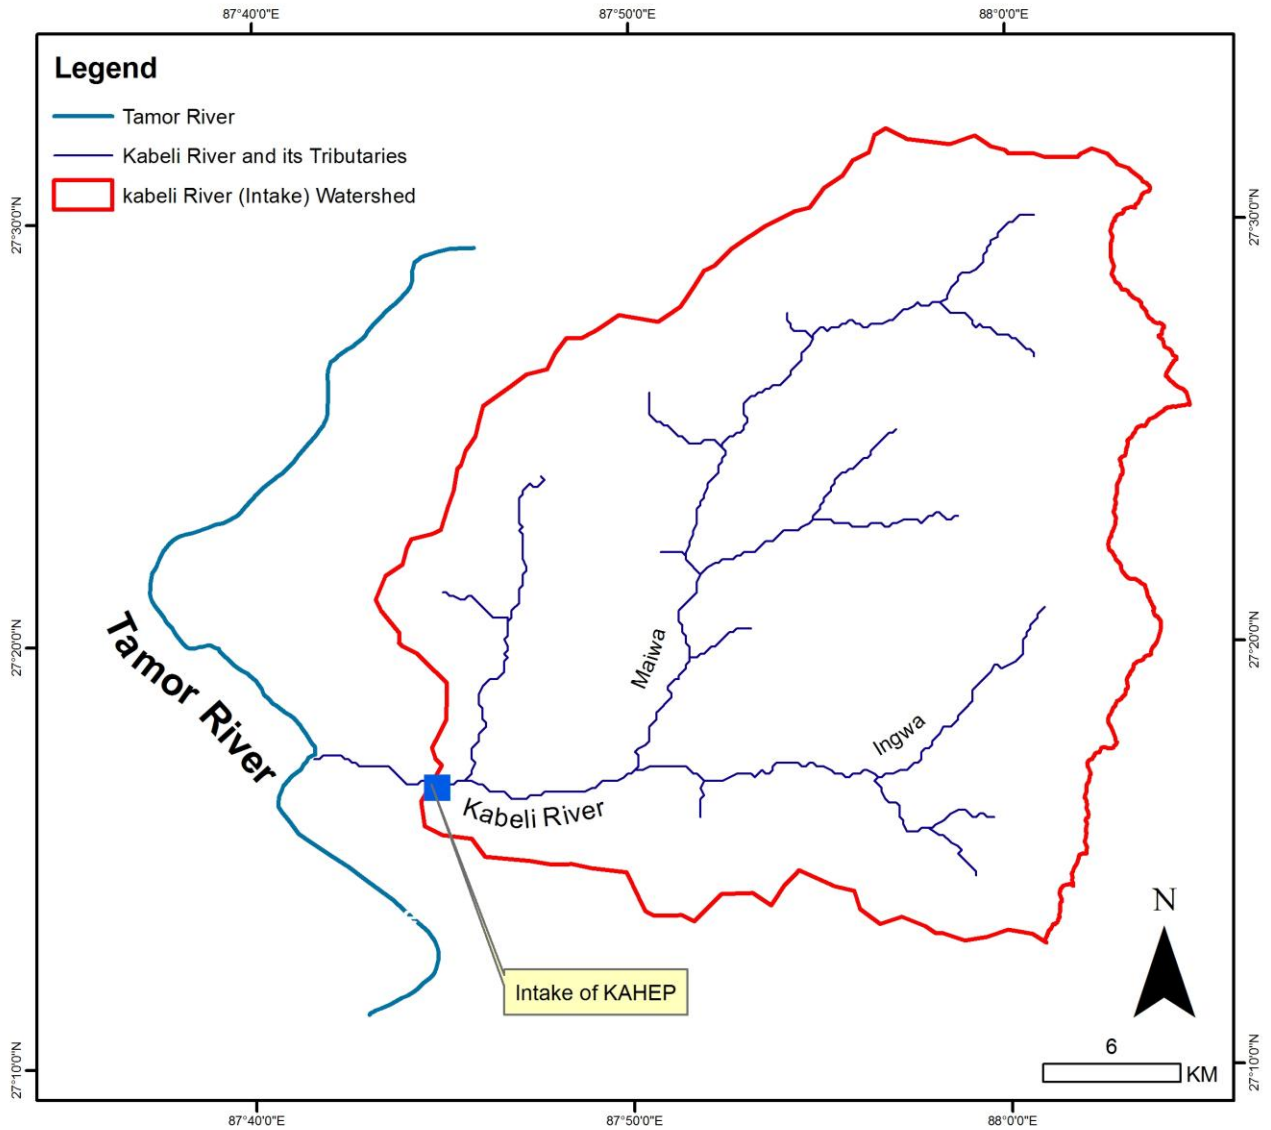 87°40'0"E
87°50'0"E
88°0'0"E
Legend
Tamor River
Kabeli River and its Tributaries
kabeli River (Intake) Watershed
27°30'0"N
27°30'0"N
27°20'0"N
27°20'0"N
Tamor River
Maiwa
Ingwa
Kabeli River
N
Intake of KAHEP
6
KM
27°10'0"N
27°10'0"N
87°40'0"E
87°50'0"E
88°0'0"E